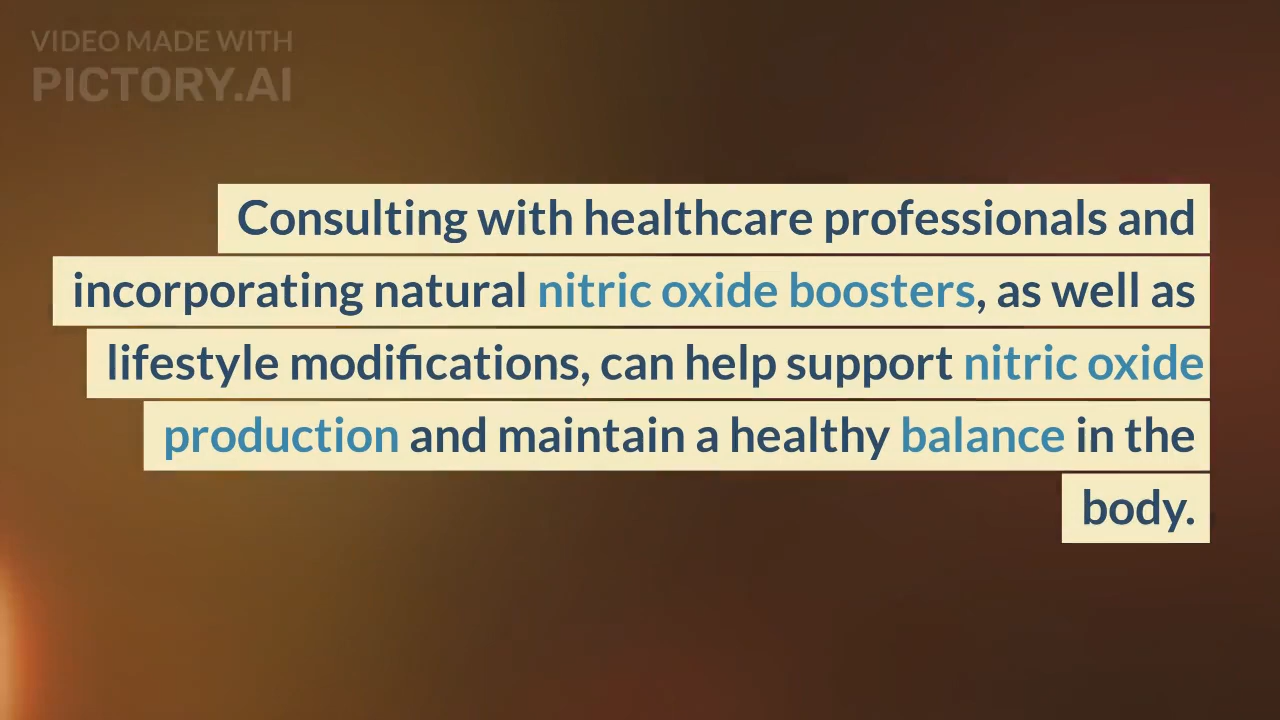 VIDEO MADE WITH
PICTORY.AI
Consulting with healthcare professionals and
incorporating natural nitric oxide boosters, as well as
lifestyle modifications, can help support nitric oxide
production and maintain a healthy balance in the
body.